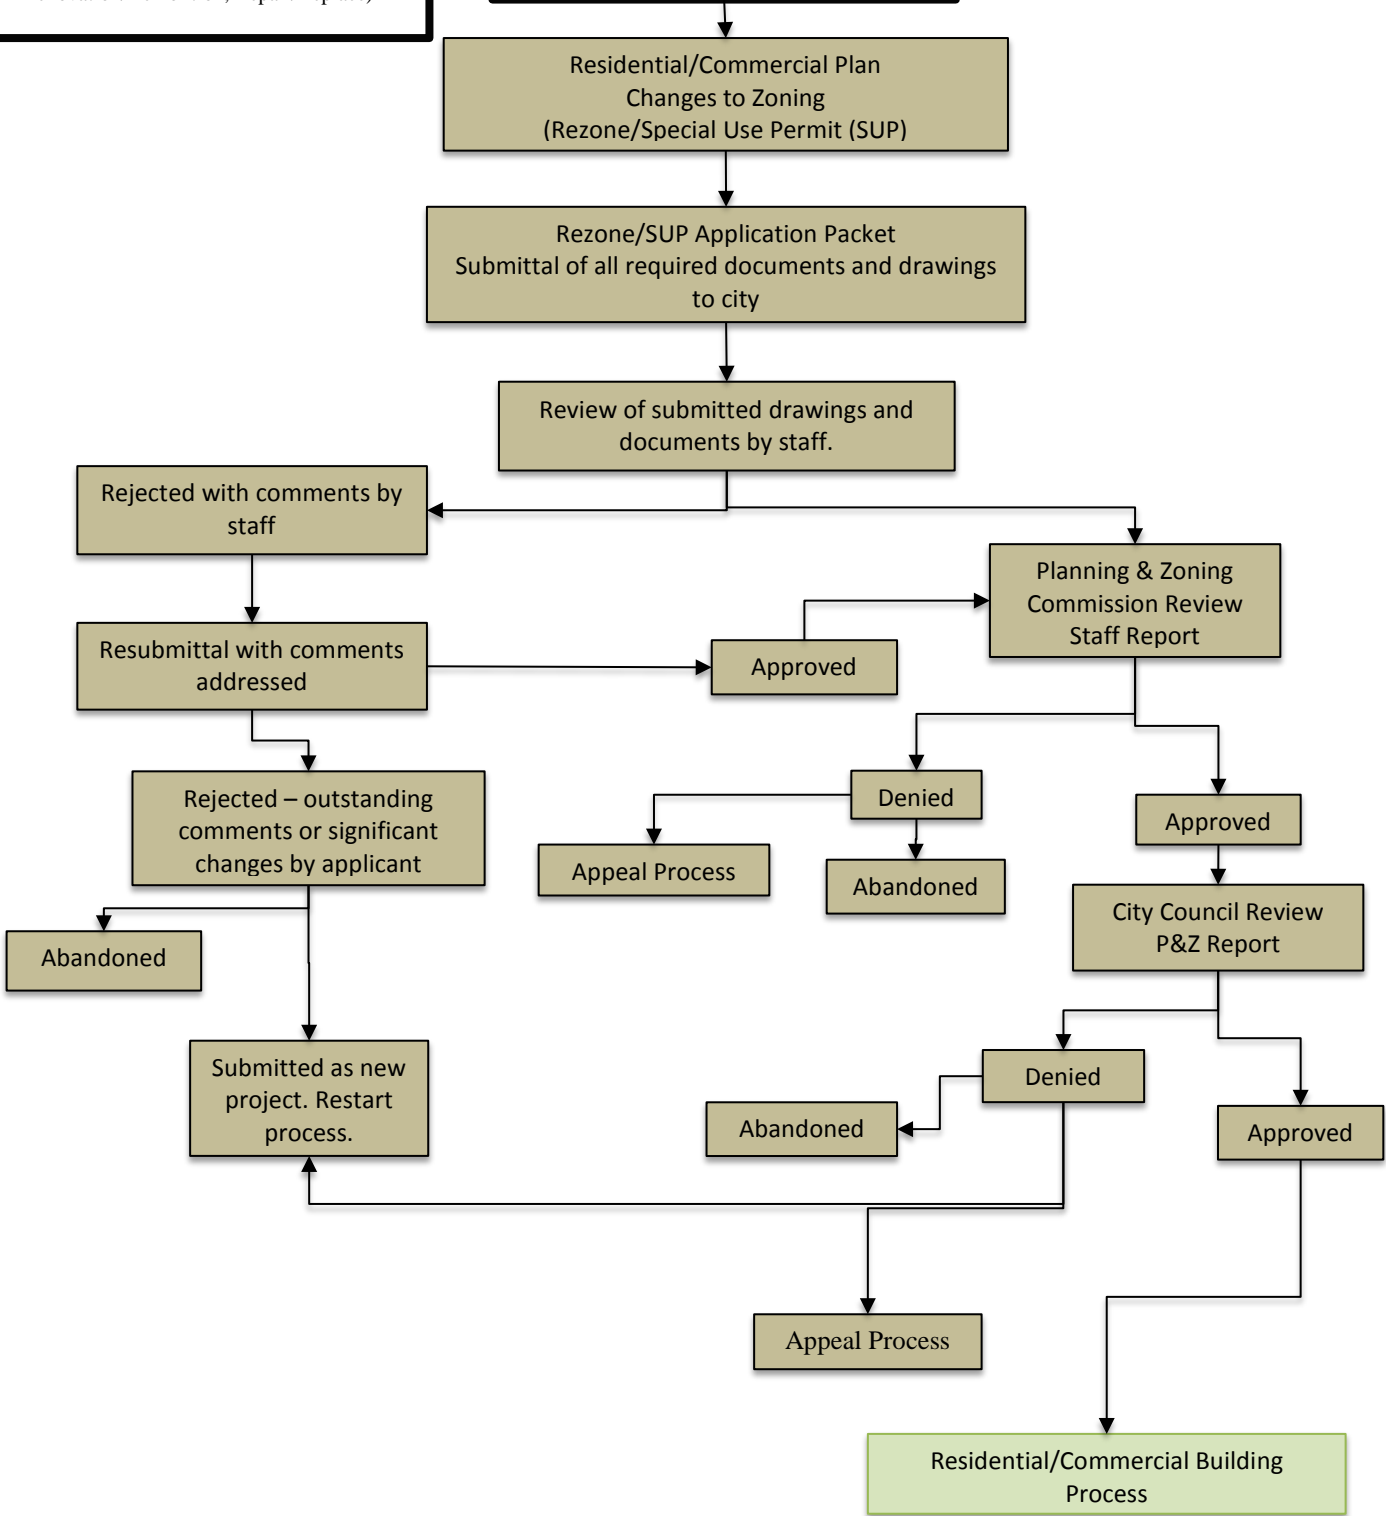 Residential/Commercial Plan
Changes to Zoning
(Rezone/Special Use Permit (SUP)
Rezone/SUP Application Packet
Submittal of all required documents and drawings
to city
Review of submitted drawings and
documents by staff.
Rejected with comments by
staff
Planning & Zoning
Commission Review
Staff Report
Resubmittal with comments
addressed
Approved
Rejected – outstanding
comments or significant
changes by applicant
Denied
Approved
Appeal Process
Abandoned
City Council Review
P&Z Report
Abandoned
Submitted as new
project. Restart
process.
Denied
Abandoned
Approved
Appeal Process
Residential/Commercial Building
Process